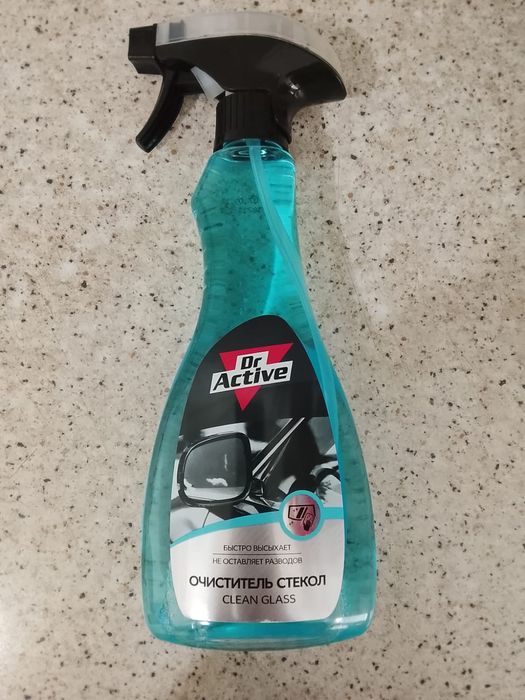 Dr
Active
БЫСТРО ВЫСЫХАЕТ
НЕ ОСТАВЛЯЕТ РАЗВОДОВ
ОЧИСТИТЕЛЬ СТЕКОЛ
CLEAN GLASS